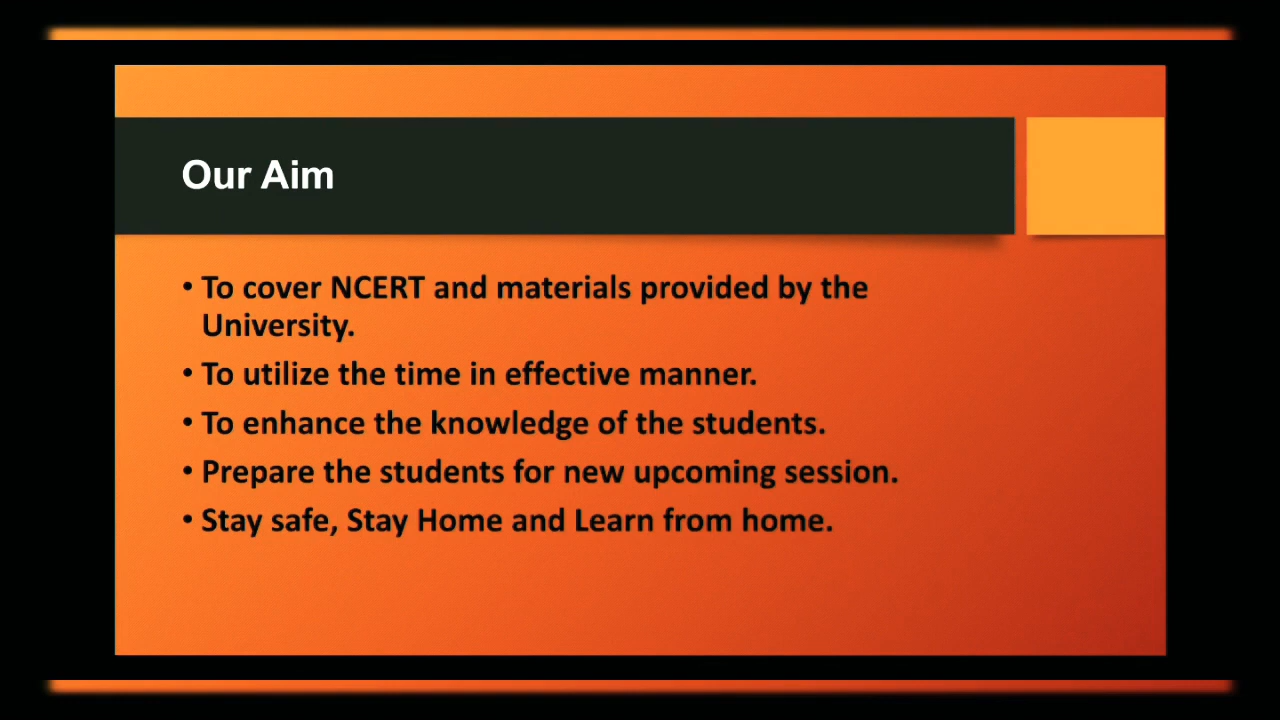 Our Aim
• To cover NCERT and materials provided by the
University.
• To utilize the time in effective manner.
• To enhance the knowledge of the students.
• Prepare the students for new upcoming session.
• Stay safe, Stay Home and Learn from home.